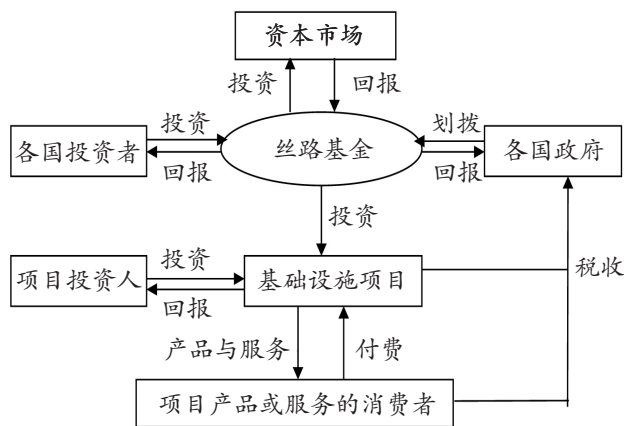 资本市场
投资
回报
投资
划拨
各国投资者
丝路基金
各国政府
回报
回报
投资
投资
税收
项目投资人
基础设施项目
回报
产品与服务
付费
项目产品或服务的消费者